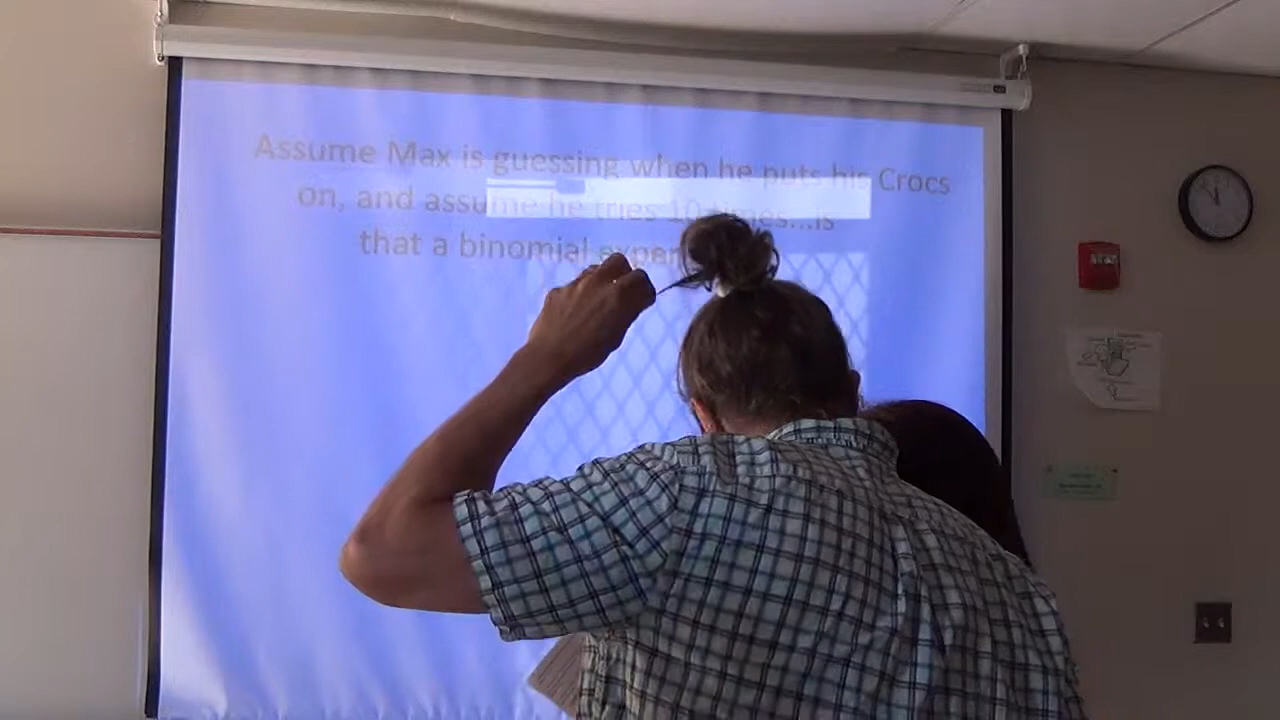 Assume Max is guessing when he puts his Crocs
on, and assume he tries 10 times...is
that a binomial